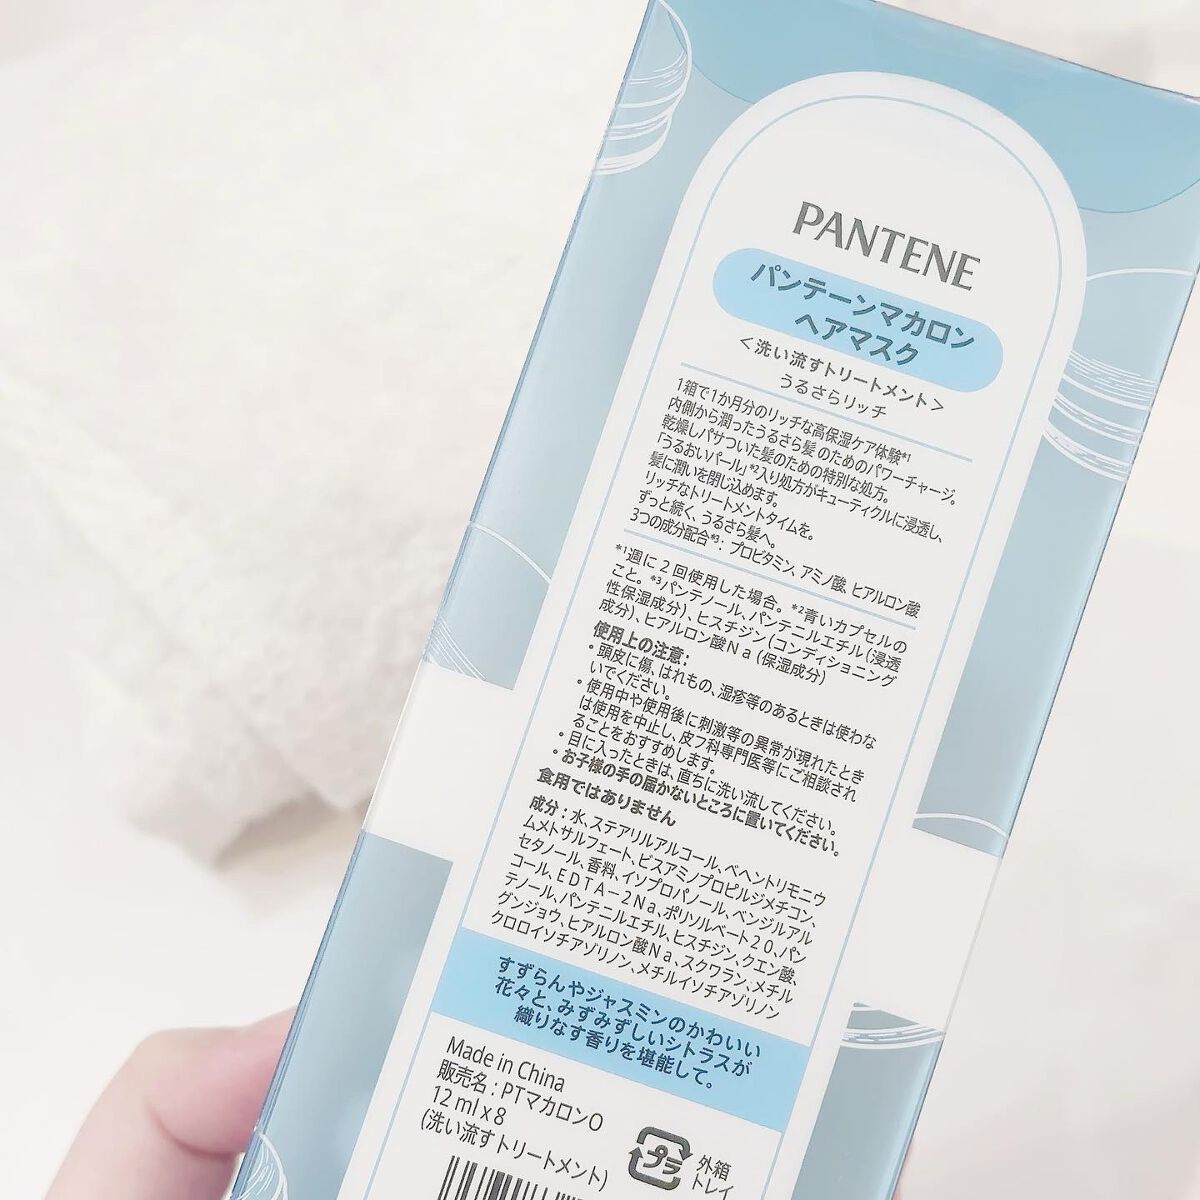 PANTENE
パンテーンマカロン
ヘアマスク
＜洗い流すトリートメント＞
うるさらリッチ
1箱で1か月分のリッチな高保湿ケア体験*1
内側から潤ったうるさら髪のためのパワーチャージ。
乾燥しパサついた髪のための特別な処方。
「うるおいパール」*2入り処方がキューティクルに浸透し、
髪に潤いを閉じ込めます。
リッチなトリートメントタイムを。
ずっと続く、うるさら髪へ。
3つの成分配合*3：プロビタミン、アミノ酸、ヒアルロン酸
*1週に2回使用した場合。*2青いカプセルの
こと。*3パンテノール、パンテニルエチル（浸透
性保湿成分）、ヒスチジン（コンディショニング
成分）、ヒアルロン酸Na（保湿成分）
使用上の注意：
・頭皮に傷、はれもの、湿疹等のあるときは使わな
いでください。
・使用中や使用後に刺激等の異常が現れたとき
は使用を中止し、皮フ科専門医等にご相談され
ることをおすすめします。
・目に入ったときは、直ちに洗い流してください。
・お子様の手の届かないところに置いてください。
食用ではありません
成分：水、ステアリルアルコール、ベヘントリモニウ
ムメトサルフェート、ビスアミノプロピルジメチコン、
セタノール、香料、イソプロパノール、ベンジルアル
コール、EDTA－2Na、ポリソルベート20、パン
テノール、パンテニルエチル、ヒスチジン、クエン酸、
グンジョウ、ヒアルロン酸Na、スクワラン、メチル
クロロイソチアゾリノン、メチルイソチアゾリノン
すずらんやジャスミンのかわいい
花々と、みずみずしいシトラスが
織りなす香りを堪能して。
Made in China
販売名：PTマカロンO
12 ml x 8
(洗い流すトリートメント)
プラ
外箱
トレイ